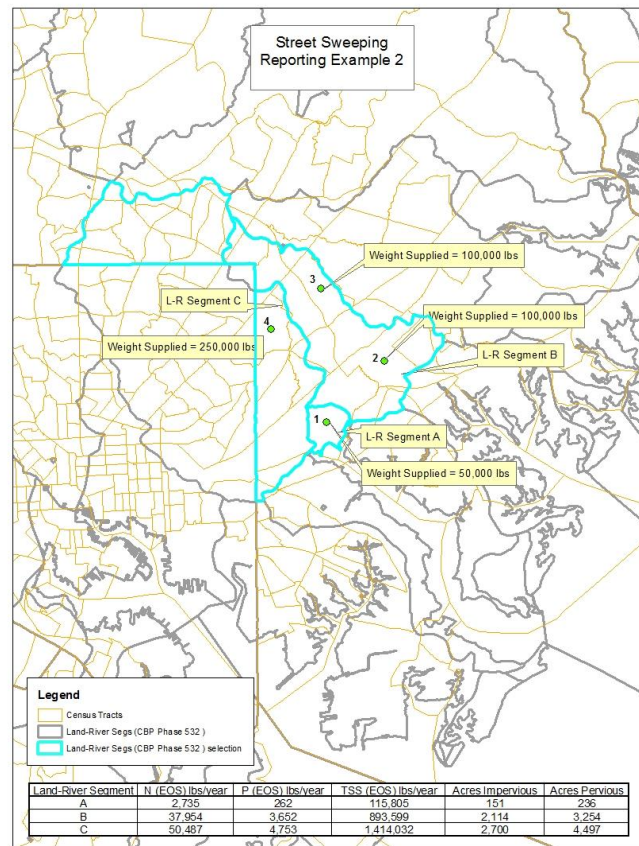 Street Sweeping
Reporting Example 2
Weight Supplied = 100,000 lbs
3
L-R Segment C
4
Weight Supplied = 100,000 lbs
Weight Supplied = 250,000 lbs
2
L-R Segment B
1
L-R Segment A
Weight Supplied = 50,000 lbs
Legend
Census Tracts
Land-River Segs (CBP Phase 532 )
Land-River Segs (CBP Phase 532 ) selection
Land-River Segment N (EOS) lbs/year P (EOS) lbs/year TSS (EOS) lbs/year Acres Impervious Acres Pervious
A 2,735 262 115,805 151 236
B 37,954 3,652 893,599 2,114 3,254
C 50,487 4,753 1,414,032 2,700 4,497